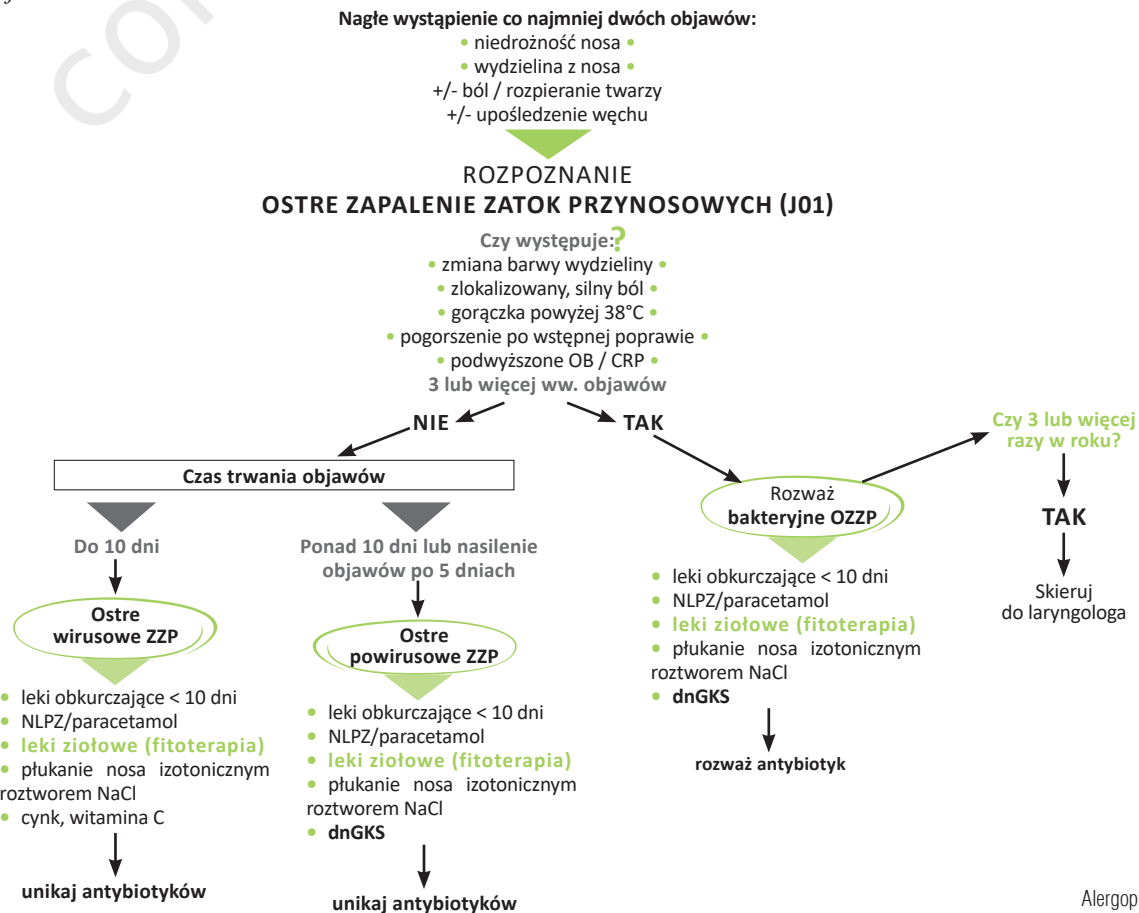 Nagłe wystąpienie co najmniej dwóch objawów:
• niedrożność nosa •
• wydzielina z nosa •
+/- ból / rozpieranie twarzy
+/- upośledzenie węchu
ROZPOZNANIE
OSTRE ZAPALENIE ZATOK PRZYNOSOWYCH (J01)
Czy występuje:?
• zmiana barwy wydzieliny •
• zlokalizowany, silny ból •
• gorączka powyżej 38°C •
• pogorszenie po wstępnej poprawie •
• podwyższone OB / CRP •
3 lub więcej ww. objawów
NIE
TAK
Czas trwania objawów
Do 10 dni
Ostre
wirusowe ZZP
• leki obkurczające < 10 dni
• NLPZ/paracetamol
• leki ziołowe (fitoterapia)
• płukanie nosa izotonicznym
roztworem NaCl
• cynk, witamina C
unikaj antybiotyków
Ponad 10 dni lub nasilenie
objawów po 5 dniach
Ostre
powirusowe ZZP
• leki obkurczające < 10 dni
• NLPZ/paracetamol
• leki ziołowe (fitoterapia)
• płukanie nosa izotonicznym
roztworem NaCl
• dnGKS
unikaj antybiotyków
Rozważ
bakteryjne OZZP
• leki obkurczające < 10 dni
• NLPZ/paracetamol
• leki ziołowe (fitoterapia)
• płukanie nosa izotonicznym
roztworem NaCl
• dnGKS
rozważ antybiotyk
Czy 3 lub więcej
razy w roku?
TAK
Skieruj
do laryngologa
Alergop